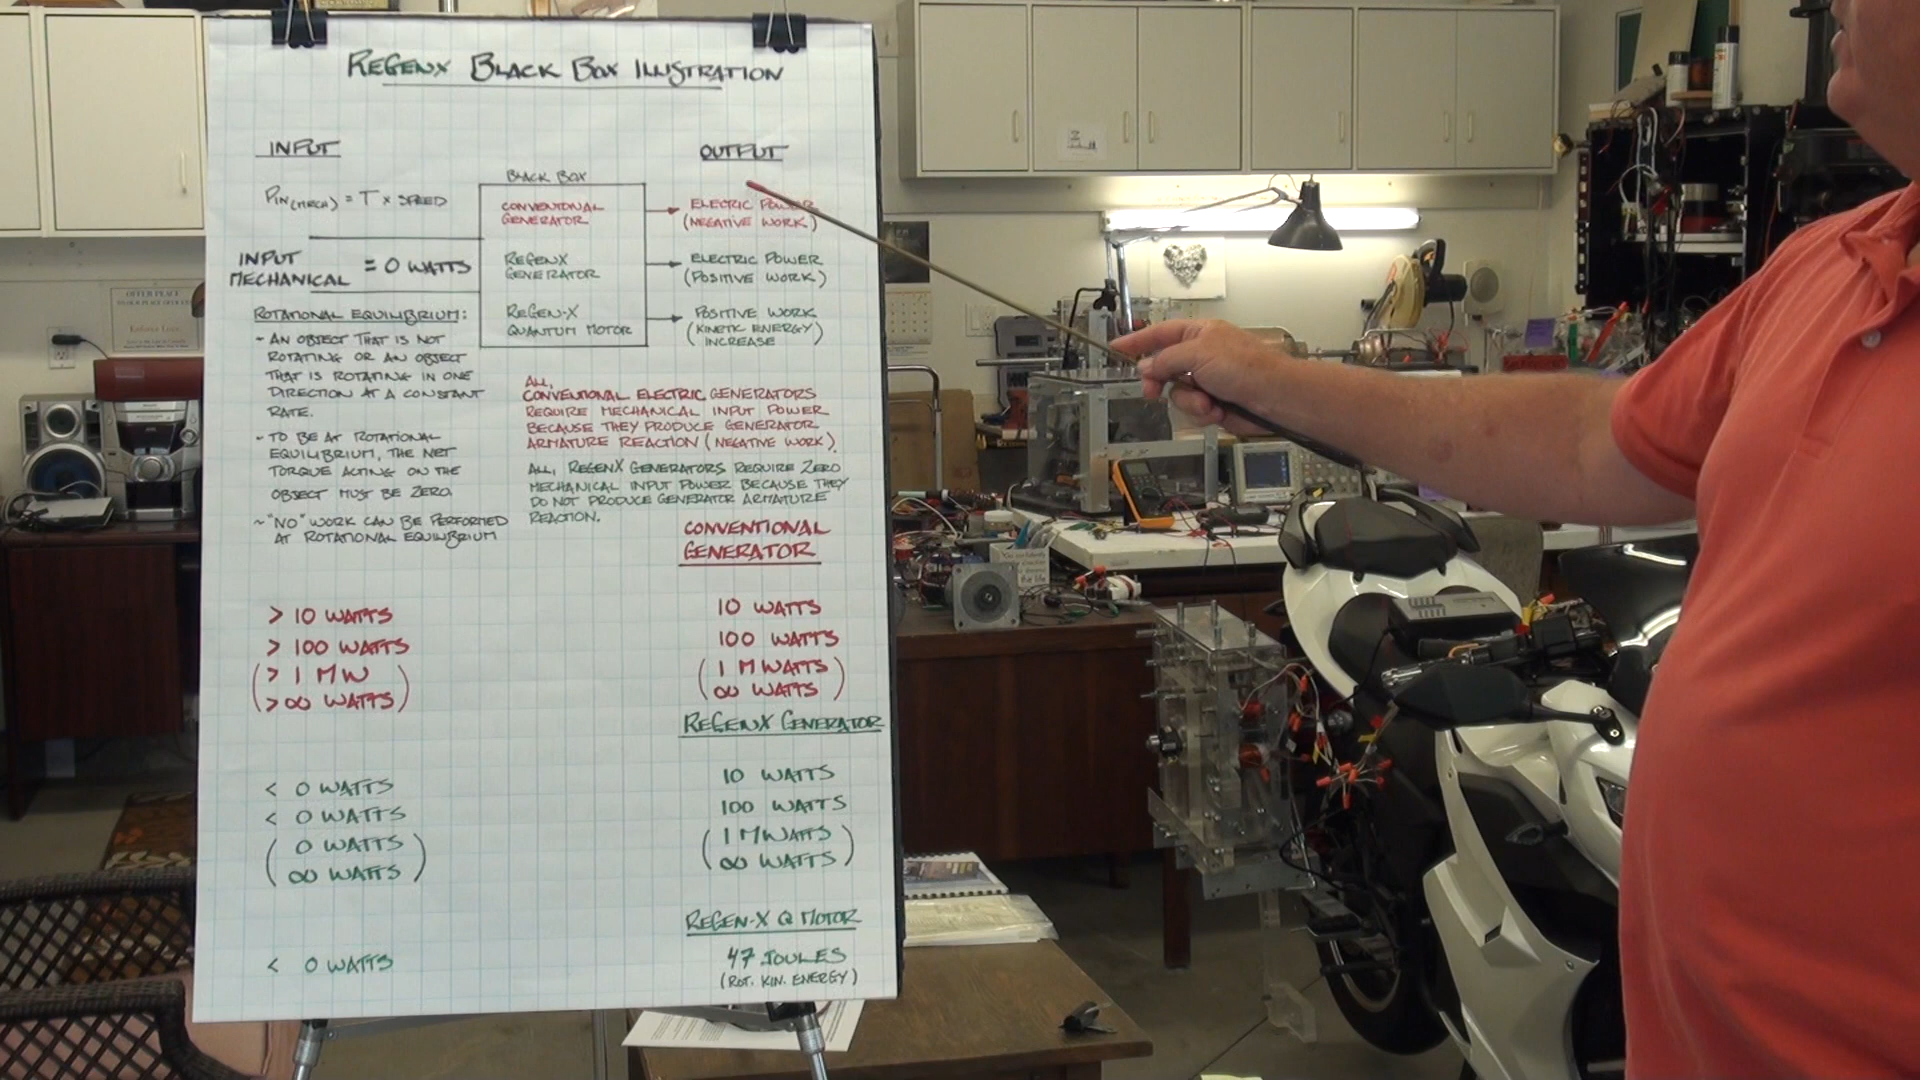 REGENX BLACK BOX ILLUSTRATION
INPUT
OUTPUT
PIN(MECH) = T × SPEED
BLACK BOX
CONVENTIONAL
GENERATOR
REGENX
GENERATOR
REGEN-X
QUANTUM MOTOR
ELECTRIC POWER
(NEGATIVE WORK)
ELECTRIC POWER
(POSITIVE WORK)
POSITIVE WORK
(KINETIC ENERGY
INCREASE)
INPUT
MECHANICAL = 0 WATTS
ROTATIONAL EQUILIBRIUM:
- AN OBJECT THAT IS NOT
ROTATING OR AN OBJECT
THAT IS ROTATING IN ONE
DIRECTION AT A CONSTANT
RATE.
- TO BE AT ROTATIONAL
EQUILIBRIUM, THE NET
TORQUE ACTING ON THE
OBJECT MUST BE ZERO
~ "NO" WORK CAN BE PERFORMED
AT ROTATIONAL EQUILIBRIUM
ALL,
CONVENTIONAL ELECTRIC GENERATORS
REQUIRE MECHANICAL INPUT POWER
BECAUSE THEY PRODUCE GENERATOR
ARMATURE REACTION (NEGATIVE WORK).
ALL, REGENX GENERATORS REQUIRE ZERO
MECHANICAL INPUT POWER BECAUSE THEY
DO NOT PRODUCE GENERATOR ARMATURE
REACTION.
CONVENTIONAL
GENERATOR
> 10 WATTS
10 WATTS
> 100 WATTS
100 WATTS
(> 1 MW
> ∞ WATTS)
(1 MWATTS
∞ WATTS)
REGENX GENERATOR
< 0 WATTS
10 WATTS
< 0 WATTS
100 WATTS
(0 WATTS
∞ WATTS)
(1 MWATTS
∞ WATTS)
REGEN-X Q MOTOR
< 0 WATTS
47 JOULES
(ROT. KIN. ENERGY)